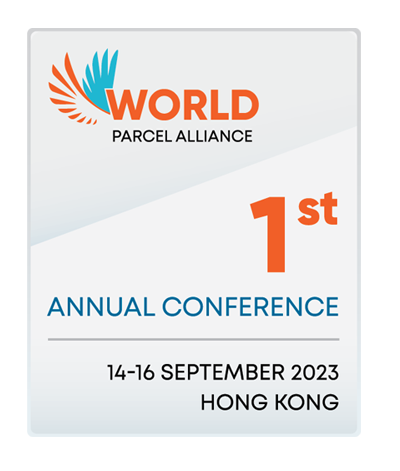 WORLD
PARCEL ALLIANCE
1st
ANNUAL CONFERENCE
14-16 SEPTEMBER 2023
HONG KONG